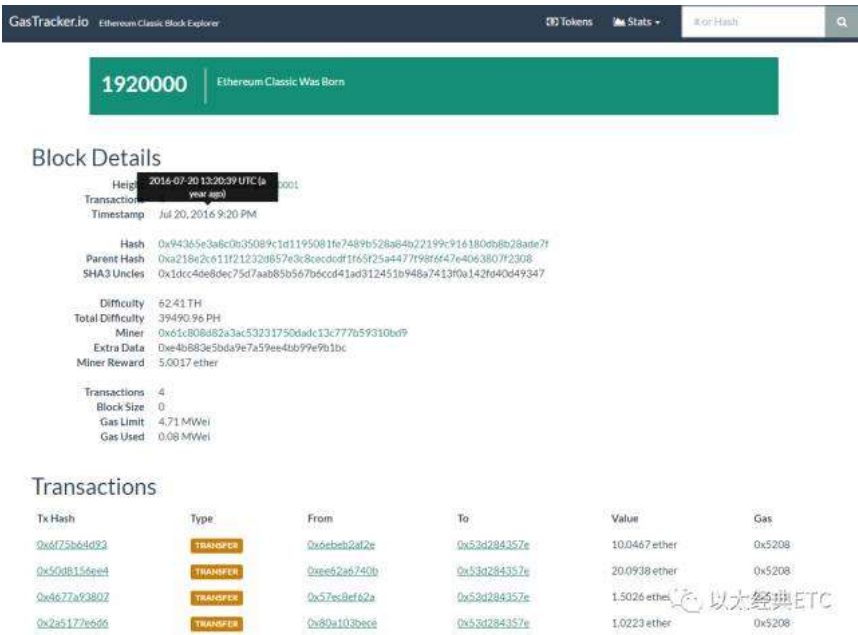 GasTracker.io Ethereum Classic Block Explorer
Tokens Stats # or Hash
1920000 Ethereum Classic Was Born
Block Details
2016-07-20 13:20:39 UTC (a
year ago)
Heig 0001
Transaction
Timestamp Jul 20, 2016 9:20 PM
Hash 0x94365e3a8c0b35089c1d1195081fe7489b528a84b22199c916180db8b28ade7f
Parent Hash 0xa218e2c611f21232d857e3c8cecdcdf1f65f25a4477f98f6f47e4063807f2308
SHA3 Uncles 0x1dcc4de8dec75d7aab85b567b6ccd41ad312451b948a7413f0a142fd40d49347
Difficulty 62.41 TH
Total Difficulty 39490.96 PH
Miner 0x61c808d82a3ac53231750dadc13c777b59310bd9
Extra Data 0xe4b883e5bda9e7a59ee4bb99e9b1bc
Miner Reward 5.0017 ether
Transactions 4
Block Size 0
Gas Limit 4.71 MWei
Gas Used 0.08 MWei
Transactions
Tx Hash Type From To Value Gas
0x6f75b64d93 TRANSFER 0x6ebeb2af2e 0x53d284357e 10.0467 ether 0x5208
0x50d8156ee4 TRANSFER 0xee62a6740b 0x53d284357e 20.0938 ether 0x5208
0x4677a93807 TRANSFER 0x57ec8ef62a 0x53d284357e 1.5026 ether
0x2a5177e6d6 TRANSFER 0x80a103bece 0x53d284357e 1.0223 ether 0x5208
以太经典ETC